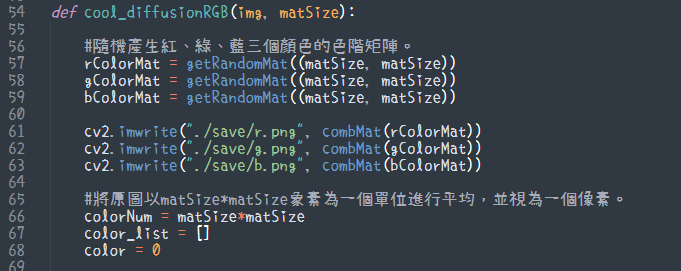 54 def cool_diffusionRGB(img, matSize):
55
56 #隨機產生紅、綠、藍三個顏色的色階矩陣。
57 rColorMat = getRandomMat((matSize, matSize))
58 gColorMat = getRandomMat((matSize, matSize))
59 bColorMat = getRandomMat((matSize, matSize))
60
61 cv2.imwrite("./save/r.png", combMat(rColorMat))
62 cv2.imwrite("./save/g.png", combMat(gColorMat))
63 cv2.imwrite("./save/b.png", combMat(bColorMat))
64
65 #將原圖以matSize*matSize象素為一個單位進行平均，並視為一個像素。
66 colorNum = matSize*matSize
67 color_list = []
68 color = 0